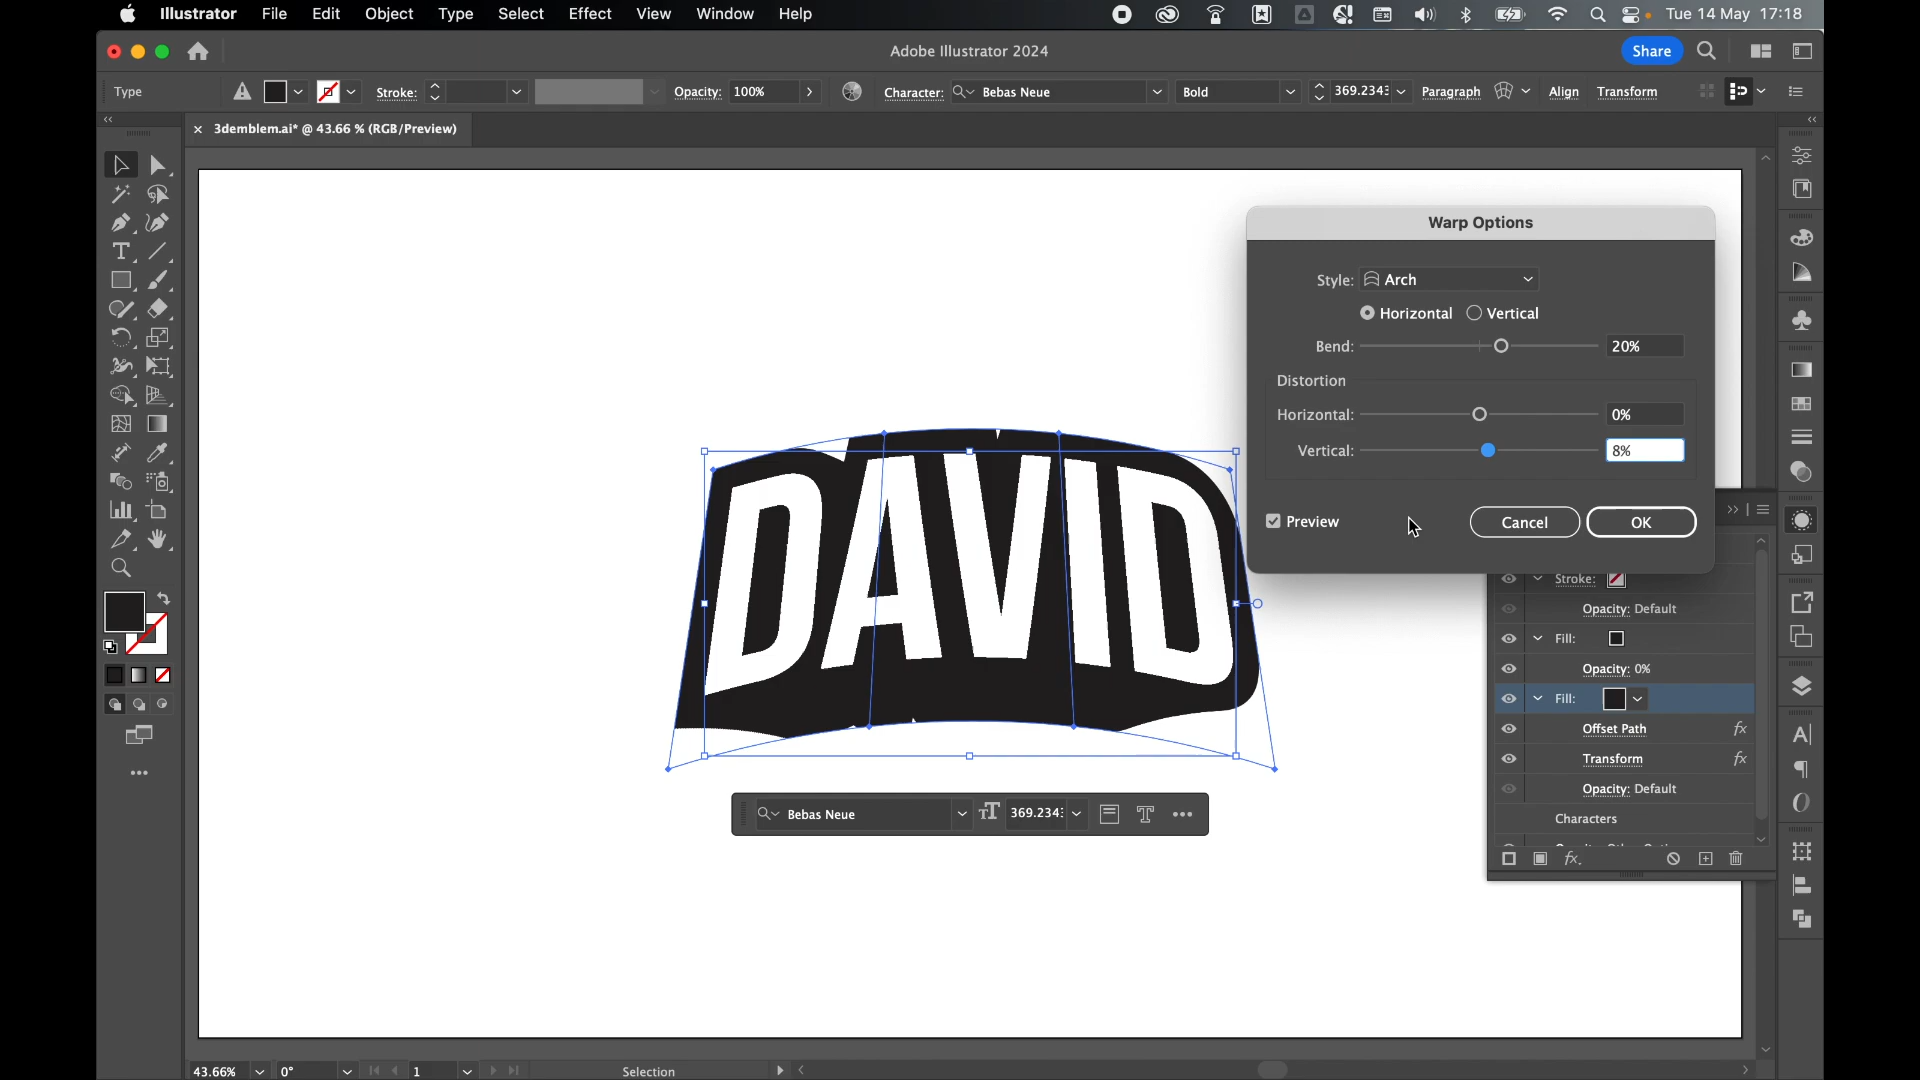 Illustrator File Edit Object Type Select Effect View Window Help Tue 14 May 17:18
Adobe Illustrator 2024 Share
Type Stroke: Opacity: 100% Character: Bebas Neue Bold 369.234 Paragraph Align Transform
× 3demblem.ai* @ 43.66 % (RGB/Preview)
Warp Options
Style: Arch
Horizontal Vertical
Bend: 20%
Distortion
Horizontal: 0%
Vertical: 8%
Preview Cancel OK
DAVID
Stroke:
Opacity: Default
Fill:
Opacity: 0%
Fill:
Offset Path fx
Transform fx
Opacity: Default
Characters
fx.
Bebas Neue 369.234
43.66% 0° 1 Selection